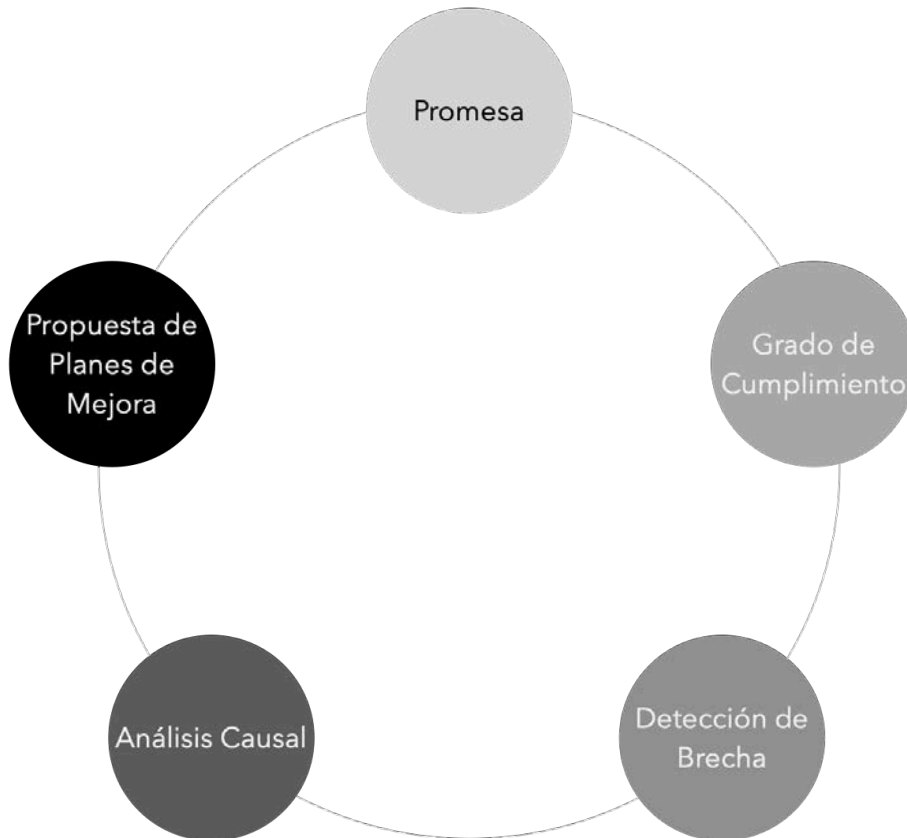 Promesa
Grado de
Cumplimiento
Detección de
Brecha
Análisis Causal
Propuesta de
Planes de
Mejora